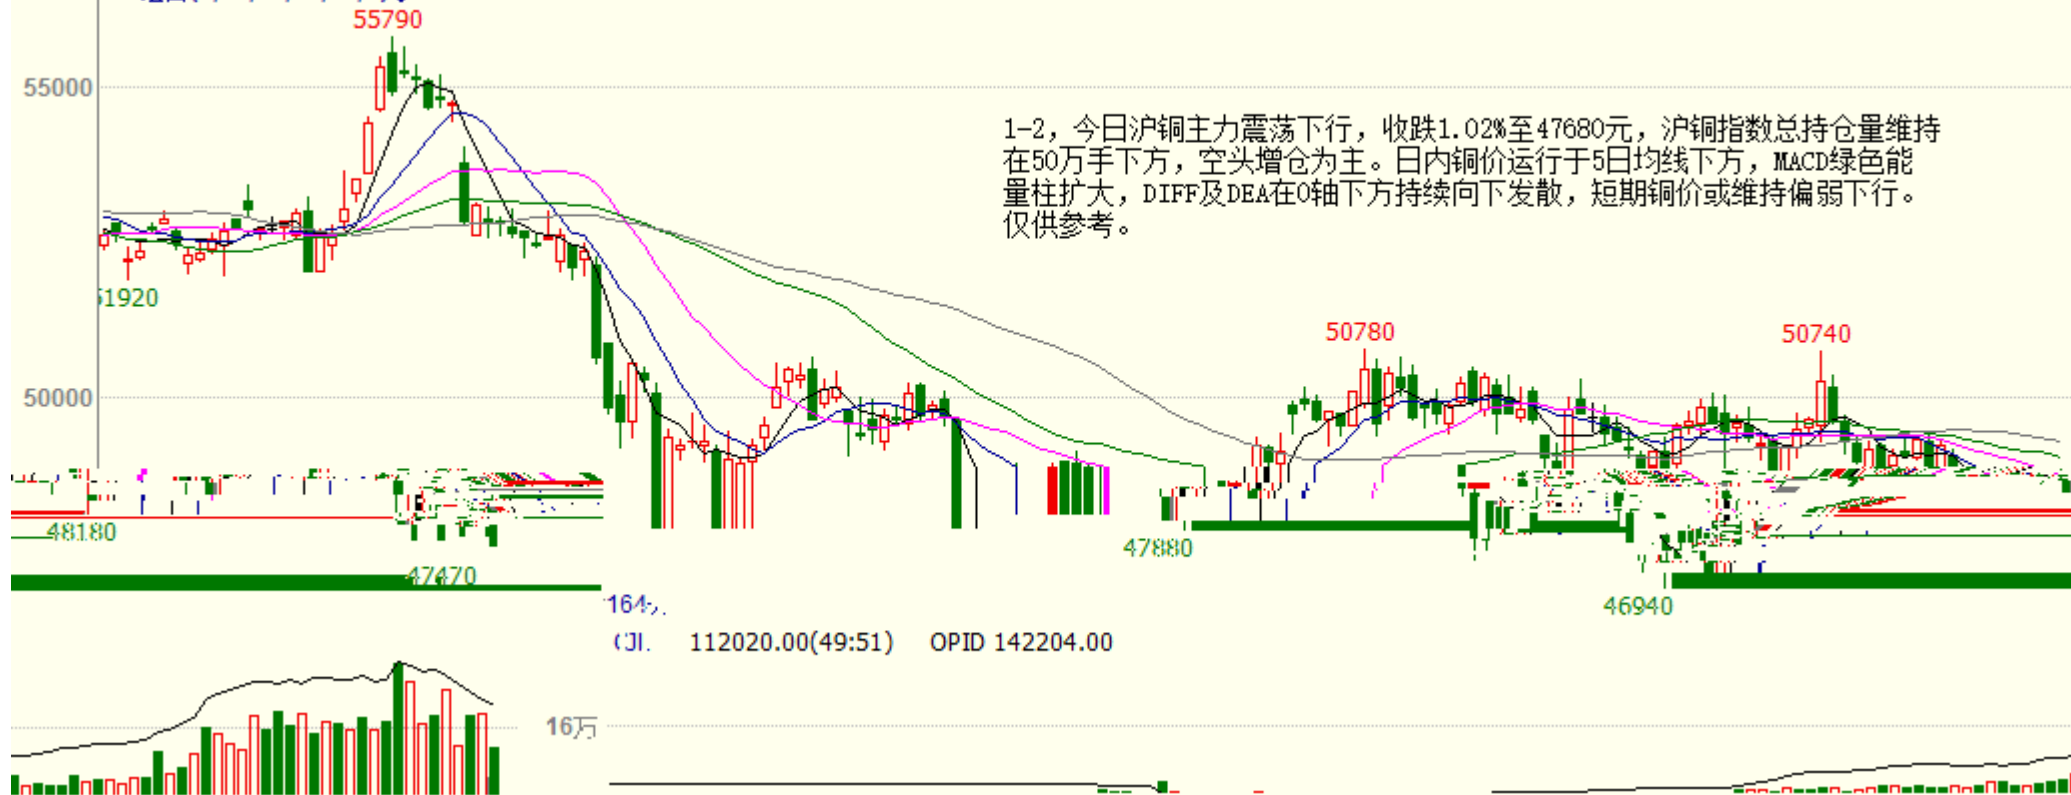 55790
55000
1-2，今日沪铜主力震荡下行，收跌1.02%至47680元，沪铜指数总持仓量维持
在50万手下方，空头增仓为主。日内铜价运行于5日均线下方，MACD绿色能
量柱扩大，DIFF及DEA在0轴下方持续向下发散，短期铜价或维持偏弱下行。
仅供参考。
51920
50780
50740
50000
48180
47880
47470
46940
112020.00(49:51) OPID 142204.00
16万